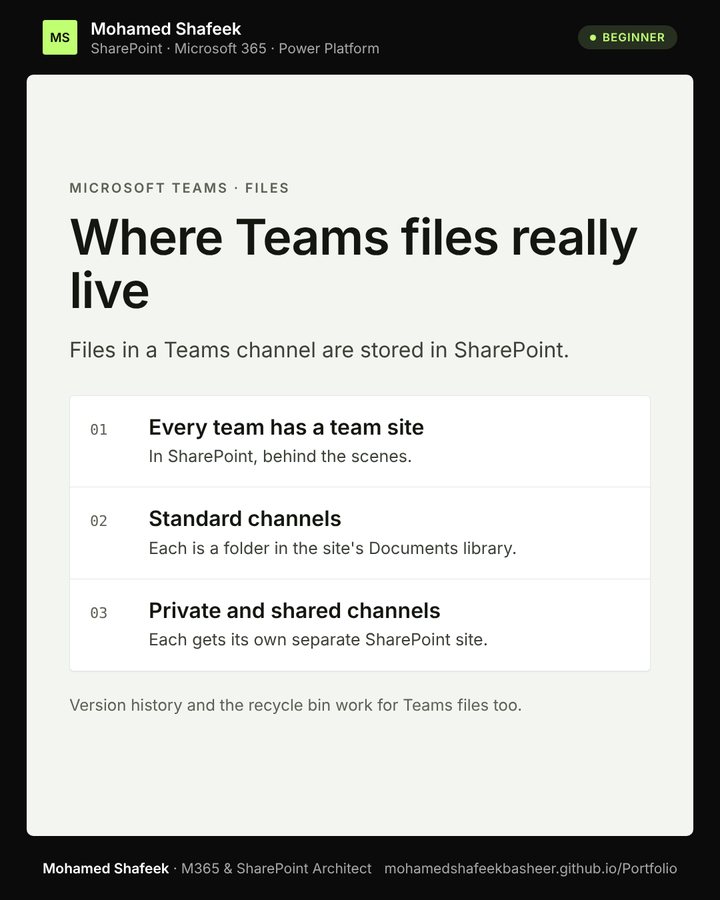 MS
Mohamed Shafeek
SharePoint · Microsoft 365 · Power Platform
BEGINNER
MICROSOFT TEAMS · FILES
Where Teams files really
live
Files in a Teams channel are stored in SharePoint.
01
Every team has a team site
In SharePoint, behind the scenes.
02
Standard channels
Each is a folder in the site's Documents library.
03
Private and shared channels
Each gets its own separate SharePoint site.
Version history and the recycle bin work for Teams files too.
Mohamed Shafeek · M365 & SharePoint Architect
mohamedshafeekbasheer.github.io/Portfolio